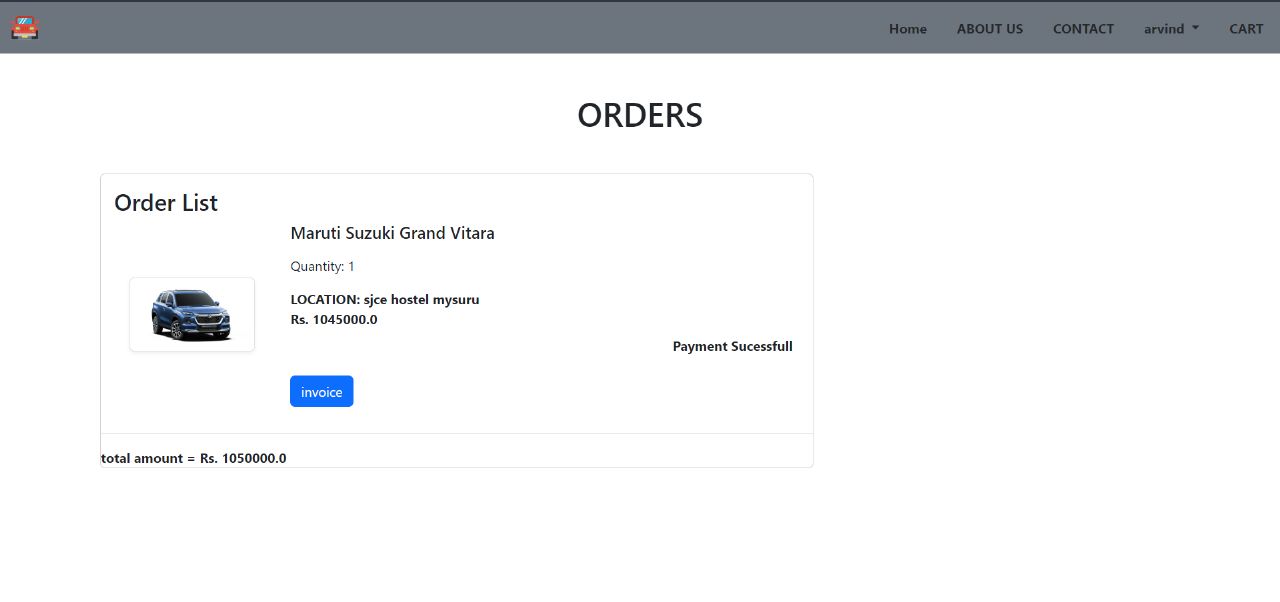 Home ABOUT US CONTACT arvind CART
ORDERS
Order List
Maruti Suzuki Grand Vitara
Quantity: 1
LOCATION: sjce hostel mysuru
Rs. 1045000.0
Payment Sucessfull
invoice
total amount = Rs. 1050000.0